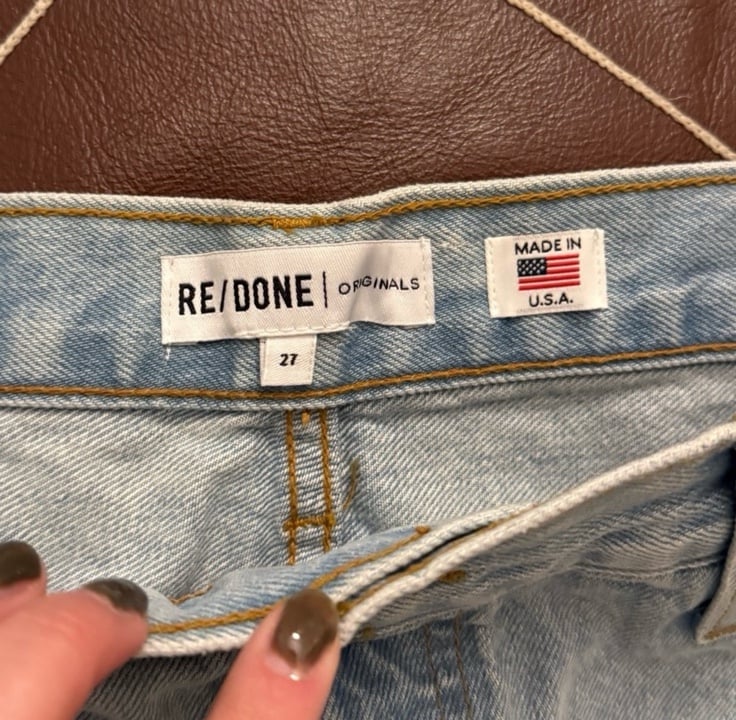 RE/DONE | ORIGINALS
27
MADE IN
U.S.A.